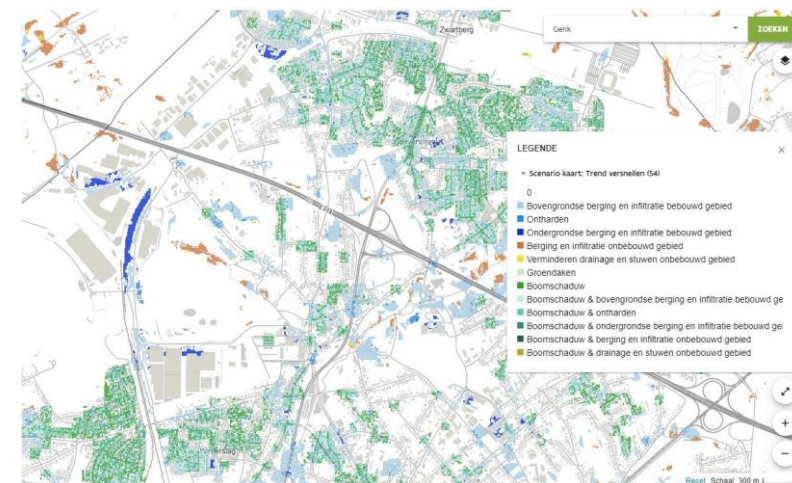 Zwartberg
Genk
ZOEKEN
LEGENDE
Scenario kaart: Trend versnellen (S4)
0
Bovengrondse berging en infiltratie bebouwd gebied
Ontharden
Ondergrondse berging en infiltratie bebouwd gebied
Berging en infiltratie onbebouwd gebied
Verminderen drainage en stuwen onbebouwd gebied
Groendaken
Boomschaduw
Boomschaduw & bovengrondse berging en infiltratie bebouwd ge
Boomschaduw & ontharden
Boomschaduw & ondergrondse berging en infiltratie bebouwd gel
Boomschaduw & berging en infiltratie onbebouwd gebied
Boomschaduw & drainage en stuwen onbebouwd gebied
Winterslag
Reset Schaal: 300 m